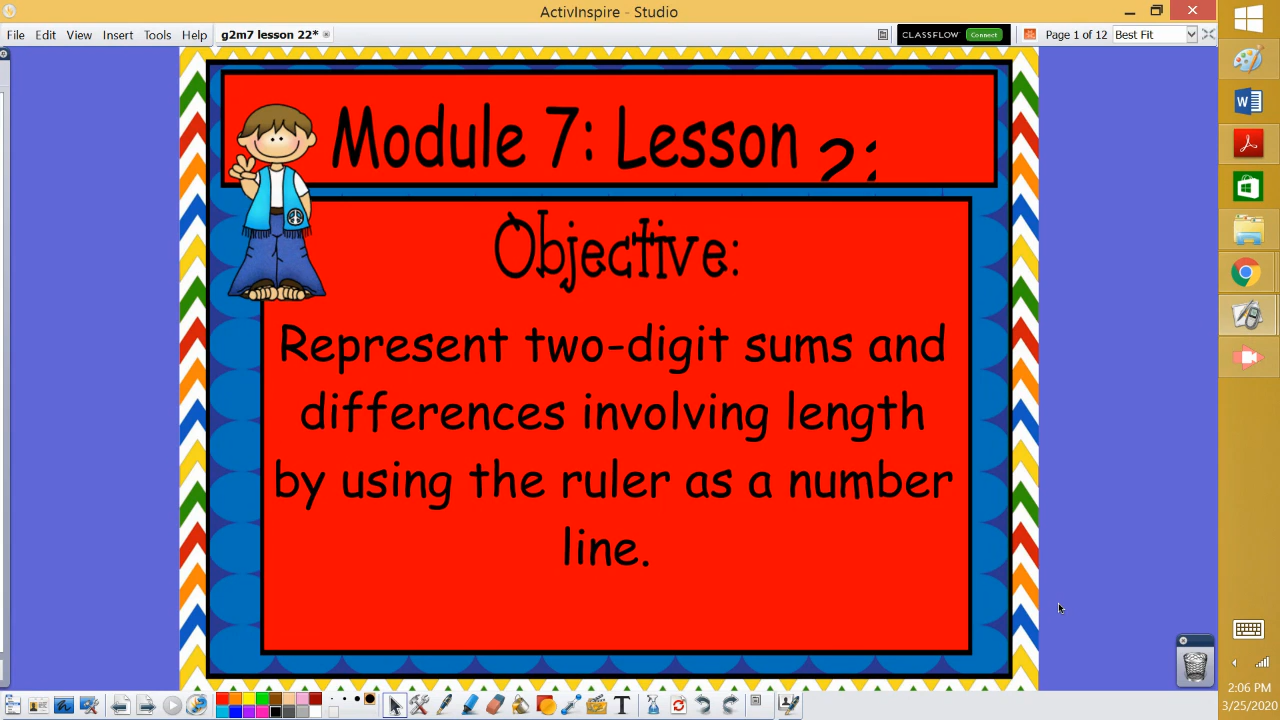 ActivInspire - Studio
File Edit View Insert Tools Help g2m7 lesson 22* CLASSFLOW Connect Page 1 of 12 Best Fit
Module 7: Lesson
Objective:
Represent two-digit sums and
differences involving length
by using the ruler as a number
line.
2:06 PM
3/25/2020